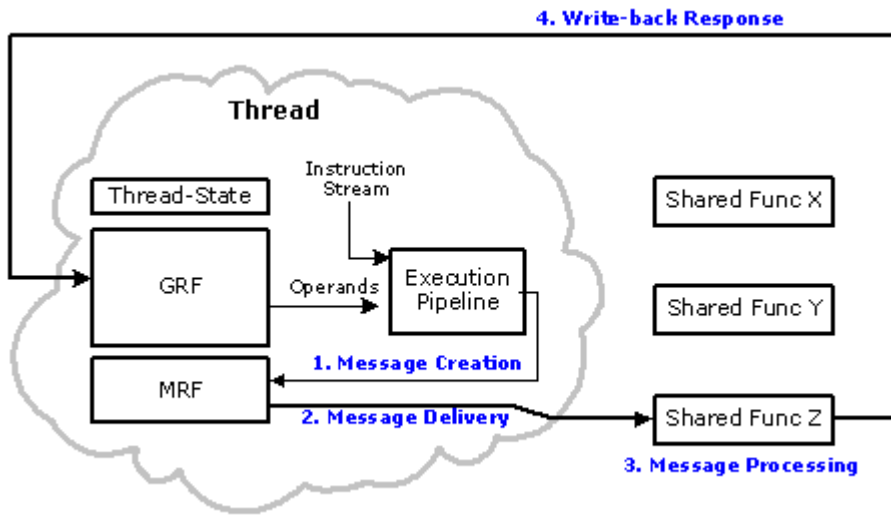 4. Write-back Response
Thread
Instruction
Stream
Thread-State
Shared Func X
GRF
Operands
Execution
Pipeline
Shared Func Y
1. Message Creation
MRF
2. Message Delivery
Shared Func Z
3. Message Processing